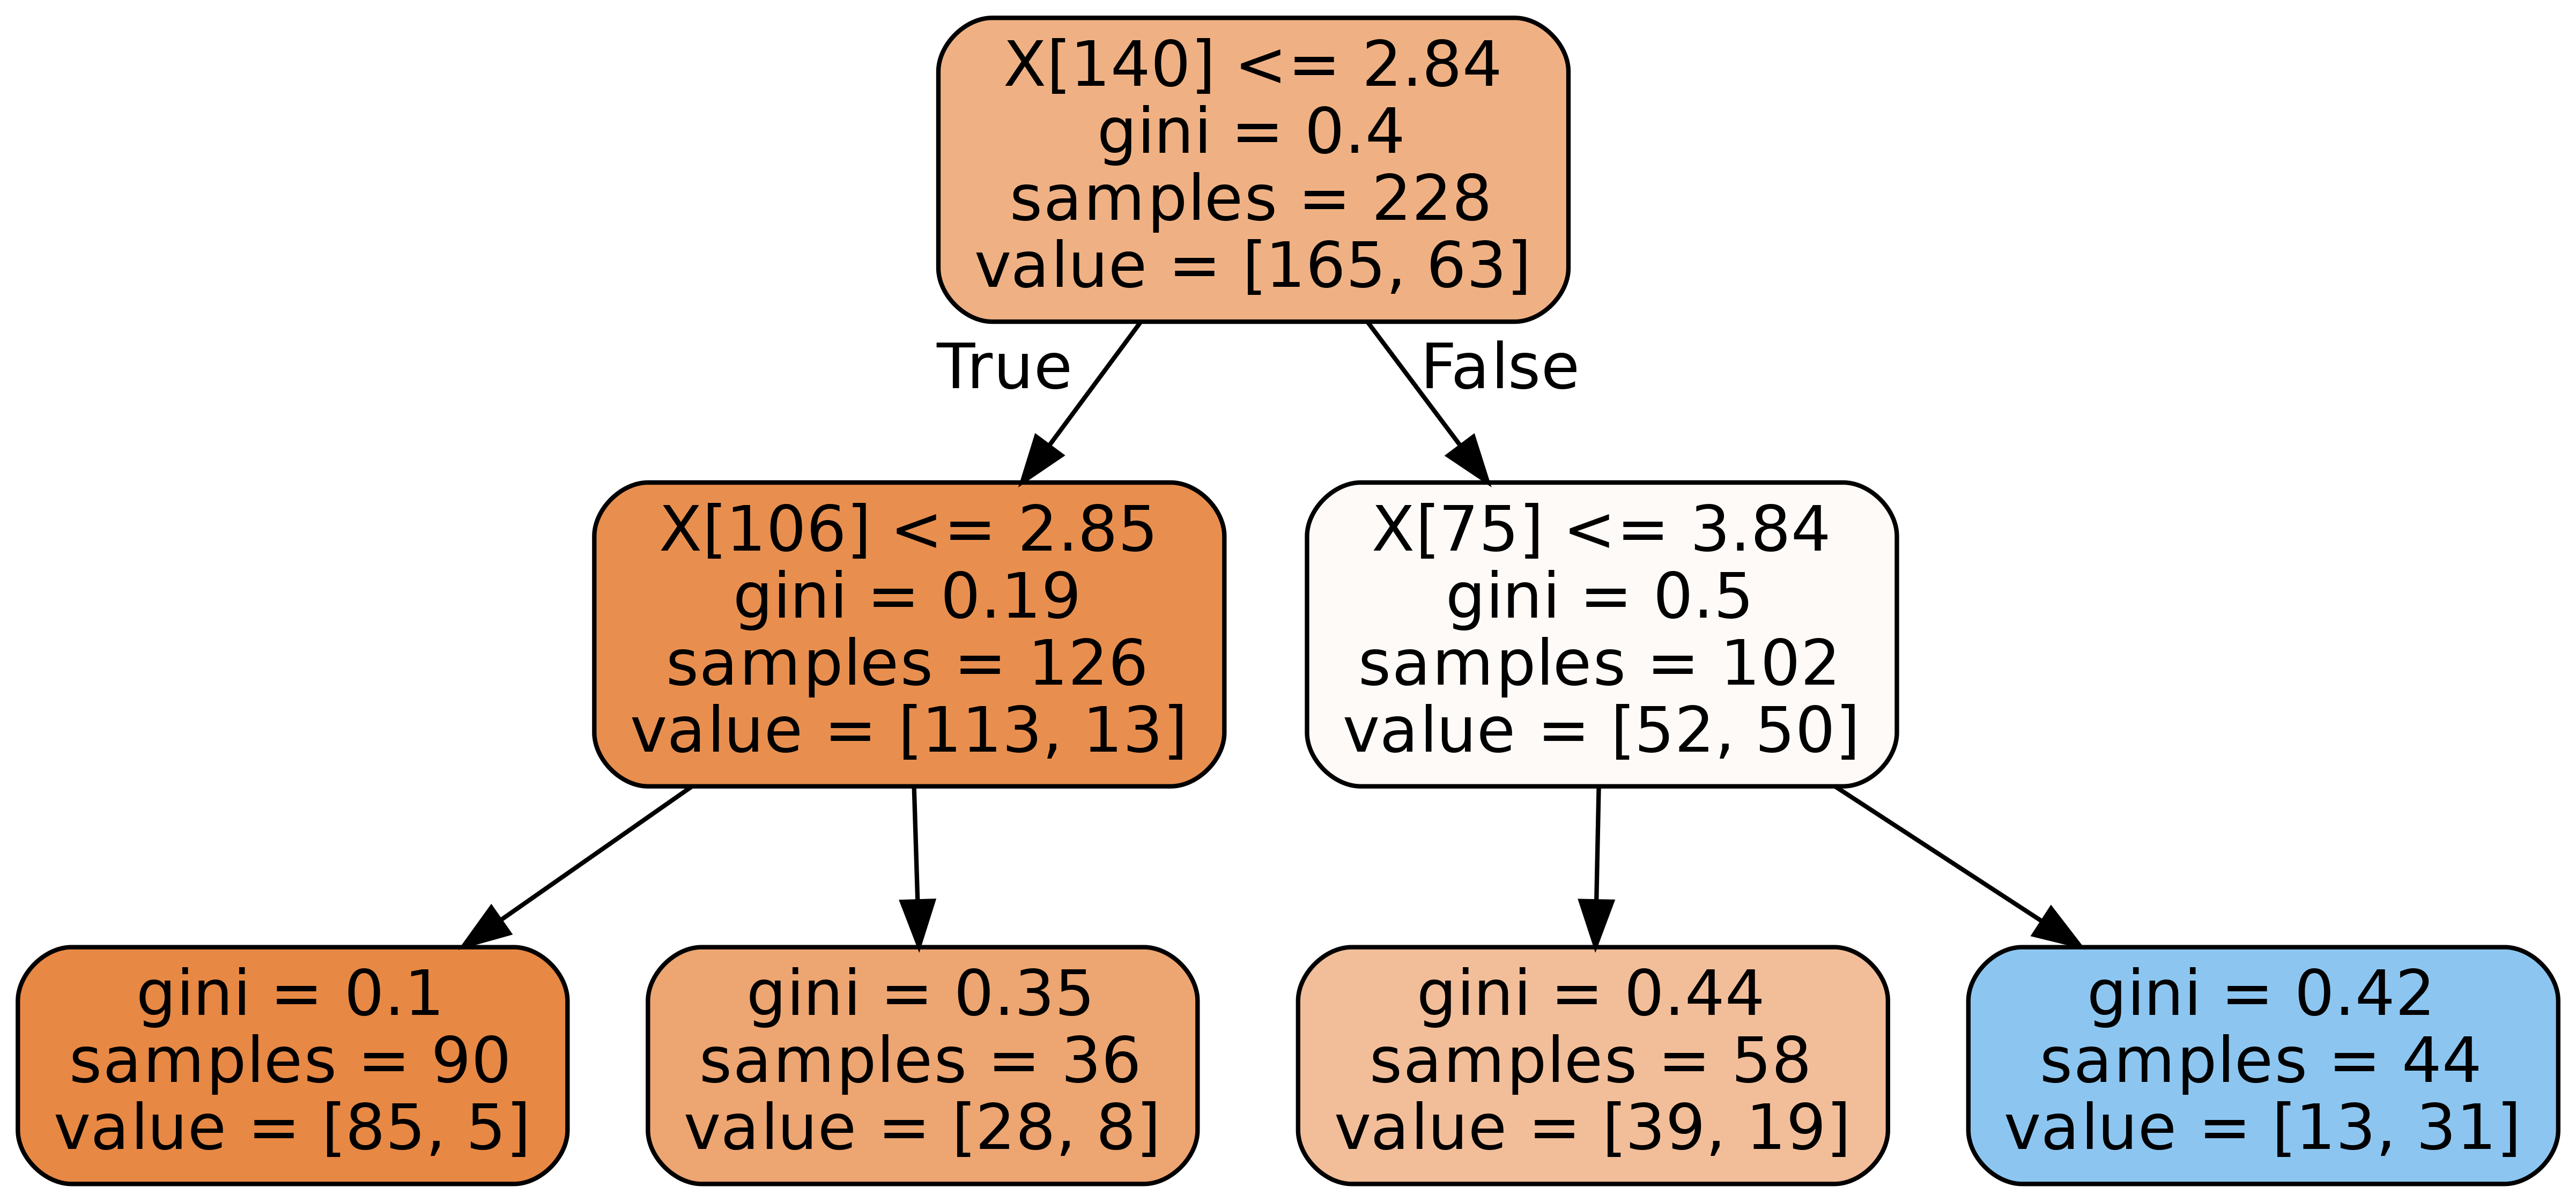 X[140] <= 2.84
gini = 0.4
samples = 228
value = [165, 63]
True
False
X[106] <= 2.85
gini = 0.19
samples = 126
value = [113, 13]
X[75] <= 3.84
gini = 0.5
samples = 102
value = [52, 50]
gini = 0.1
samples = 90
value = [85, 5]
gini = 0.35
samples = 36
value = [28, 8]
gini = 0.44
samples = 58
value = [39, 19]
gini = 0.42
samples = 44
value = [13, 31]